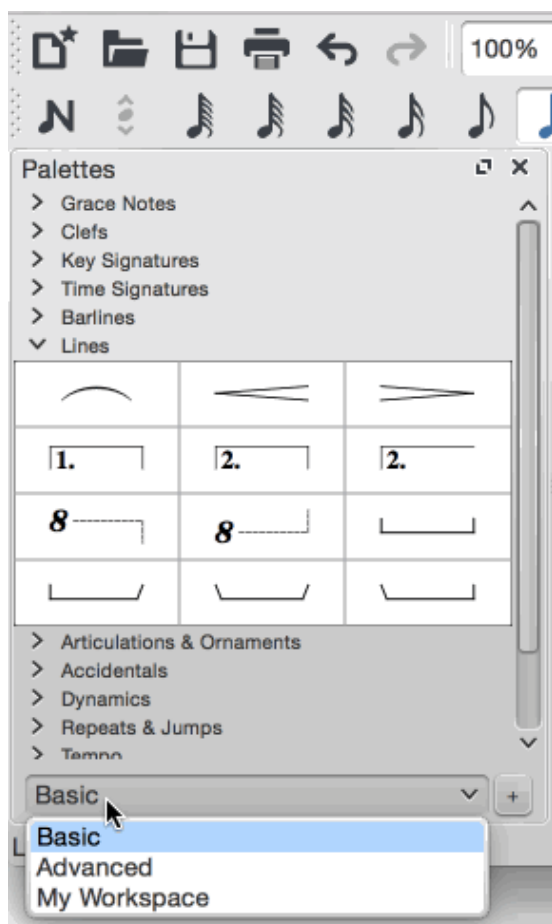 100%
Palettes
Grace Notes
Clefs
Key Signatures
Time Signatures
Barlines
Lines
1. 2. 2.
8 8
Articulations & Ornaments
Accidentals
Dynamics
Repeats & Jumps
Tempo
Basic
Basic
Advanced
My Workspace